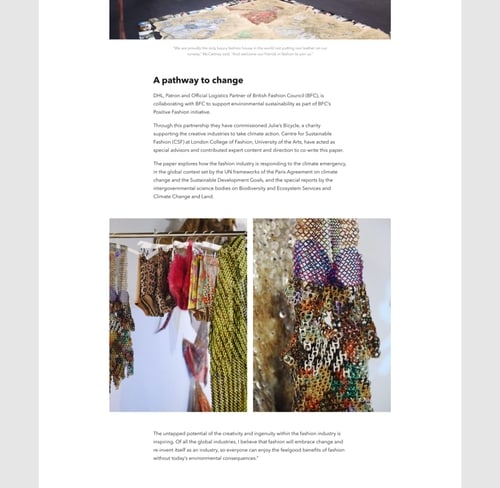 "We are proudly the only luxury fashion house in the world not putting real leather on our
runway," McCartney said. "And welcome our friends in fashion to join us."
A pathway to change
DHL, Patron and Official Logistics Partner of British Fashion Council (BFC), is
collaborating with BFC to support environmental sustainability as part of BFC's
Positive Fashion initiative.
Through this partnership they have commissioned Julie's Bicycle, a charity
supporting the creative industries to take climate action. Centre for Sustainable
Fashion (CSF) at London College of Fashion, University of the Arts, have acted as
special advisors and contributed expert content and direction to co-write this paper.
The paper explores how the fashion industry is responding to the climate emergency,
in the global context set by the UN frameworks of the Paris Agreement on climate
change and the Sustainable Development Goals, and the special reports by the
intergovernmental science bodies on Biodiversity and Ecosystem Services and
Climate Change and Land.
The untapped potential of the creativity and ingenuity within the fashion industry is
inspiring. Of all the global industries, I believe that fashion will embrace change and
re-invent itself as an industry, so everyone can enjoy the feelgood benefits of fashion
without today's environmental consequences."